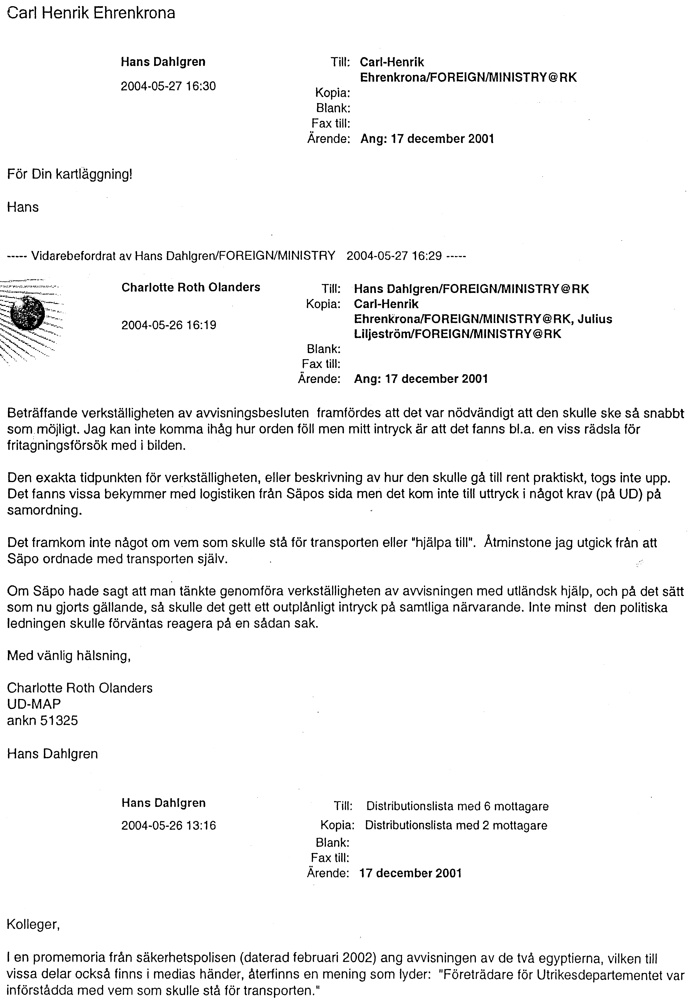 Carl Henrik Ehrenkrona
Hans Dahlgren
2004-05-27 16:30
Till: Carl-Henrik
Ehrenkrona/FOREIGN/MINISTRY@RK
Kopia:
Blank:
Fax till:
Ärende: Ang: 17 december 2001
För Din kartläggning!
Hans
----- Vidarebefordrat av Hans Dahlgren/FOREIGN/MINISTRY 2004-05-27 16:29 -----
Charlotte Roth Olanders
2004-05-26 16:19
Till: Hans Dahlgren/FOREIGN/MINISTRY@RK
Kopia: Carl-Henrik
Ehrenkrona/FOREIGN/MINISTRY@RK, Julius
Liljeström/FOREIGN/MINISTRY@RK
Blank:
Fax till:
Ärende: Ang: 17 december 2001
Beträffande verkställigheten av avvisningsbesluten framfördes att det var nödvändigt att den skulle ske så snabbt
som möjligt. Jag kan inte komma ihåg hur orden föll men mitt intryck är att det fanns bl.a. en viss rädsla för
fritagningsförsök med i bilden.
Den exakta tidpunkten för verkställigheten, eller beskrivning av hur den skulle gå till rent praktiskt, togs inte upp.
Det fanns vissa bekymmer med logistiken från Säpos sida men det kom inte till uttryck i något krav (på UD) på
samordning.
Det framkom inte något om vem som skulle stå för transporten eller "hjälpa till". Åtminstone jag utgick från att
Säpo ordnade med transporten själv.
Om Säpo hade sagt att man tänkte genomföra verkställigheten av avvisningen med utländsk hjälp, och på det sätt
som nu gjorts gällande, så skulle det gett ett outplånligt intryck på samtliga närvarande. Inte minst den politiska
ledningen skulle förväntas reagera på en sådan sak.
Med vänlig hälsning,
Charlotte Roth Olanders
UD-MAP
ankn 51325
Hans Dahlgren
Hans Dahlgren
2004-05-26 13:16
Till: Distributionslista med 6 mottagare
Kopia: Distributionslista med 2 mottagare
Blank:
Fax till:
Ärende: 17 december 2001
Kolleger,
I en promemoria från säkerhetspolisen (daterad februari 2002) ang avvisningen av de två egyptierna, vilken till
vissa delar också finns i medias händer, återfinns en mening som lyder: "Företrädare för Utrikesdepartementet var
införstådda med vem som skulle stå för transporten."